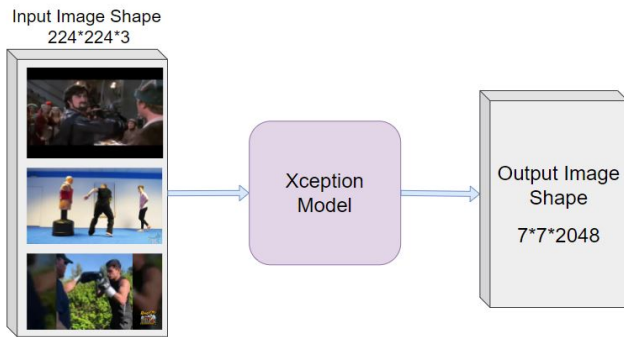 Input Image Shape
224*224*3
Xception
Model
Output Image
Shape
7*7*2048